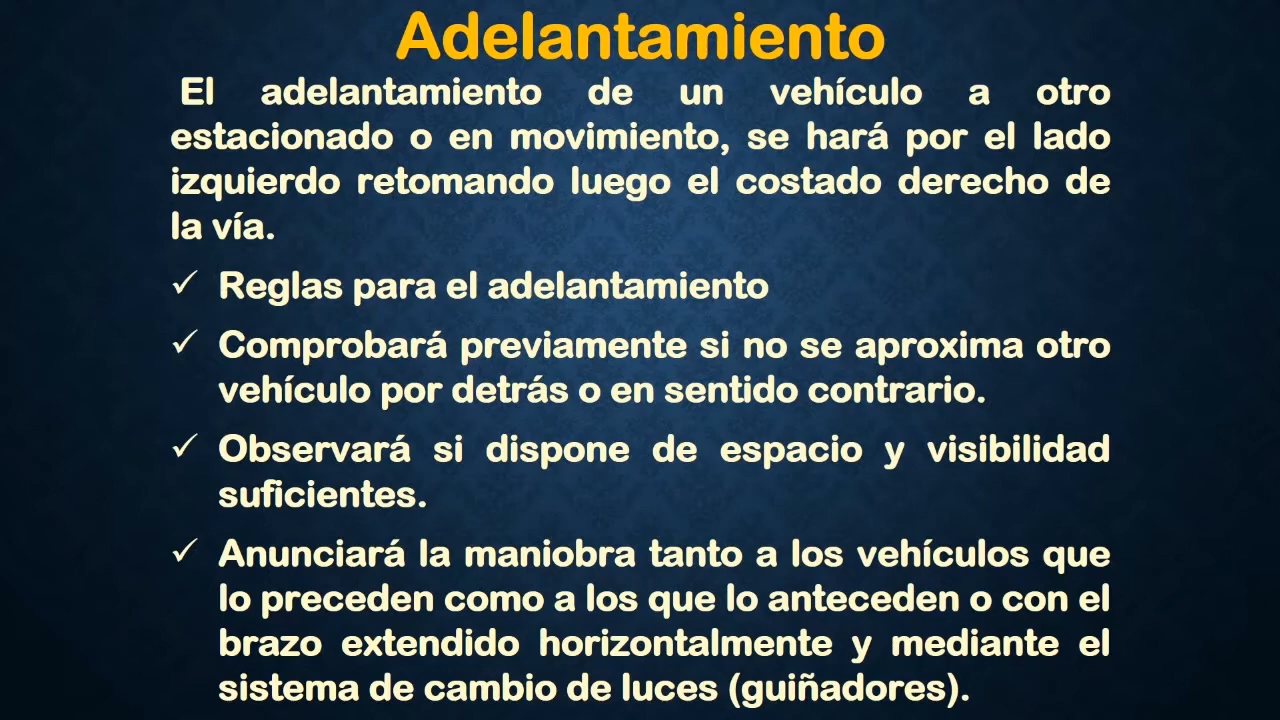 Adelantamiento
El adelantamiento de un vehículo a otro
estacionado o en movimiento, se hará por el lado
izquierdo retomando luego el costado derecho de
la vía.
✓ Reglas para el adelantamiento
✓ Comprobará previamente si no se aproxima otro
vehículo por detrás o en sentido contrario.
✓ Observará si dispone de espacio y visibilidad
suficientes.
✓ Anunciará la maniobra tanto a los vehículos que
lo preceden como a los que lo anteceden o con el
brazo extendido horizontalmente y mediante el
sistema de cambio de luces (guiñadores).